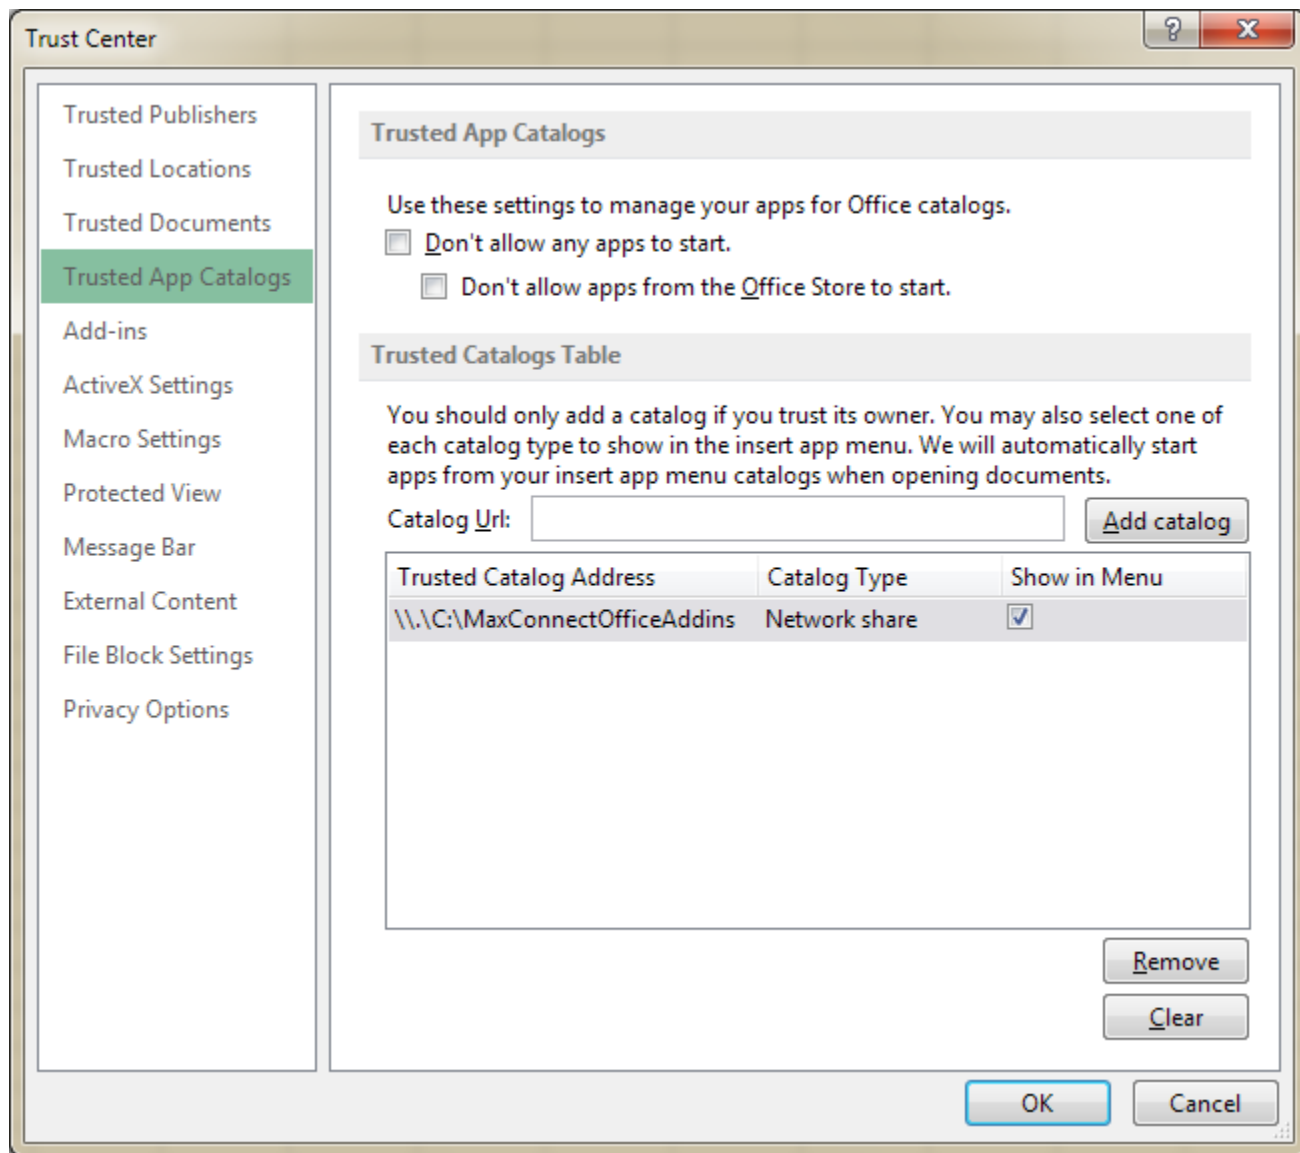 Trust Center
?
Trusted Publishers
Trusted Locations
Trusted Documents
Trusted App Catalogs
Add-ins
ActiveX Settings
Macro Settings
Protected View
Message Bar
External Content
File Block Settings
Privacy Options
Trusted App Catalogs
Use these settings to manage your apps for Office catalogs.
Don't allow any apps to start.
Don't allow apps from the Office Store to start.
Trusted Catalogs Table
You should only add a catalog if you trust its owner. You may also select one of
each catalog type to show in the insert app menu. We will automatically start
apps from your insert app menu catalogs when opening documents.
Catalog Url:
Add catalog
Trusted Catalog Address Catalog Type Show in Menu
\\.\C:\MaxConnectOfficeAddins Network share
Remove
Clear
OK Cancel